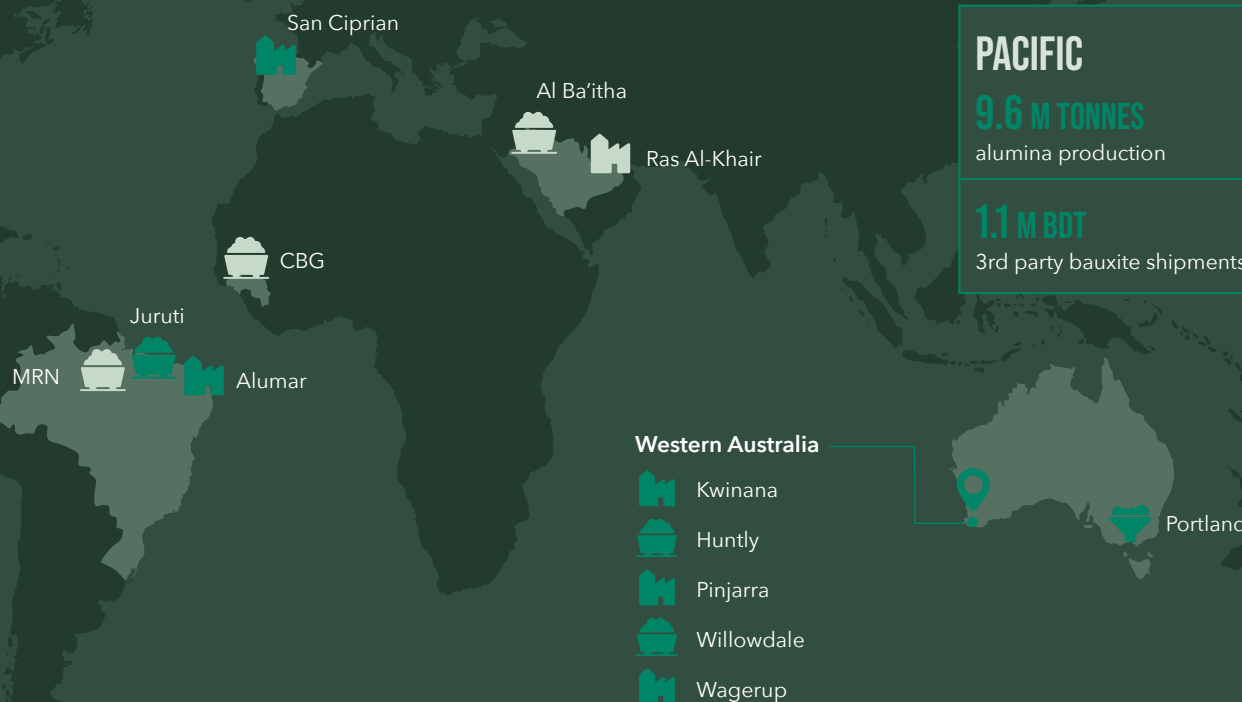 San Ciprian
Al Ba’itha
Ras Al-Khair
CBG
Juruti
MRN
Alumar
PACIFIC
9.6 M TONNES
alumina production
1.1 M BDT
3rd party bauxite shipments
Western Australia
Kwinana
Huntly
Pinjarra
Willowdale
Wagerup
Portland